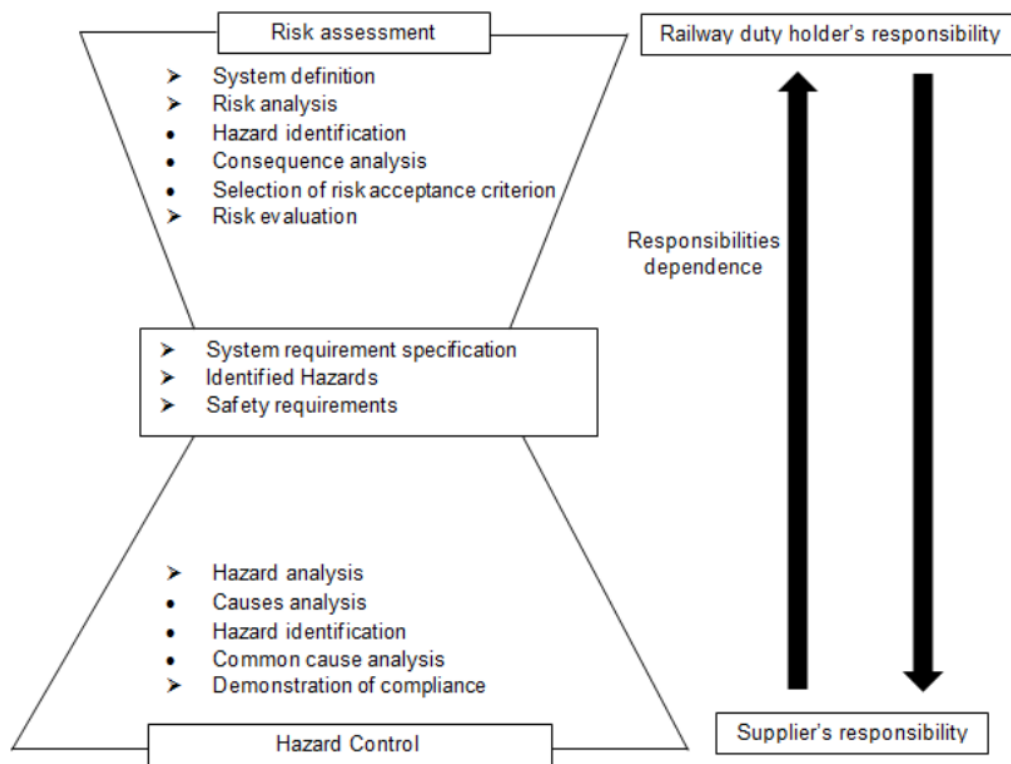 Risk assessment
Railway duty holder's responsibility
➤ System definition
➤ Risk analysis
• Hazard identification
• Consequence analysis
• Selection of risk acceptance criterion
➤ Risk evaluation
Responsibilities
dependence
➤ System requirement specification
➤ Identified Hazards
➤ Safety requirements
➤ Hazard analysis
• Causes analysis
• Hazard identification
• Common cause analysis
➤ Demonstration of compliance
Hazard Control
Supplier's responsibility